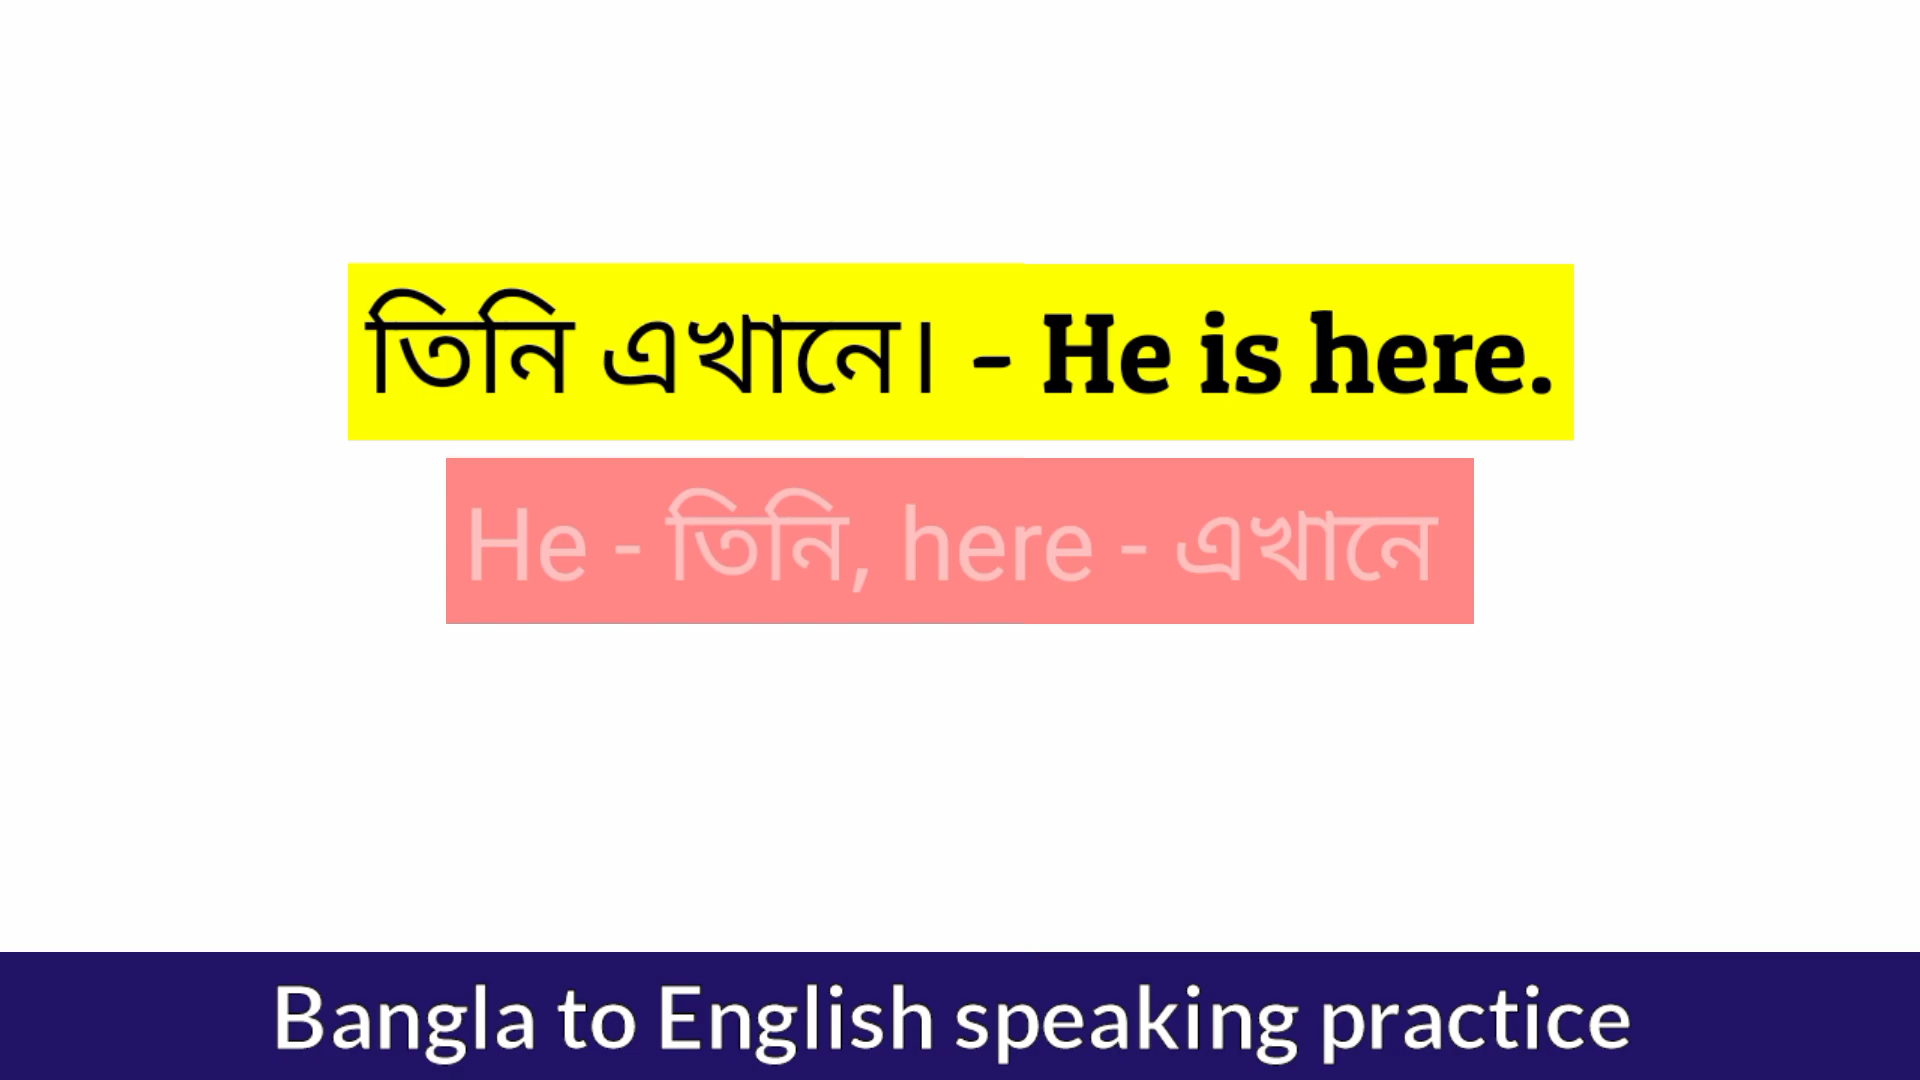 তিনি এখানে। - He is here.
He - তিনি, here - এখানে
Bangla to English speaking practice